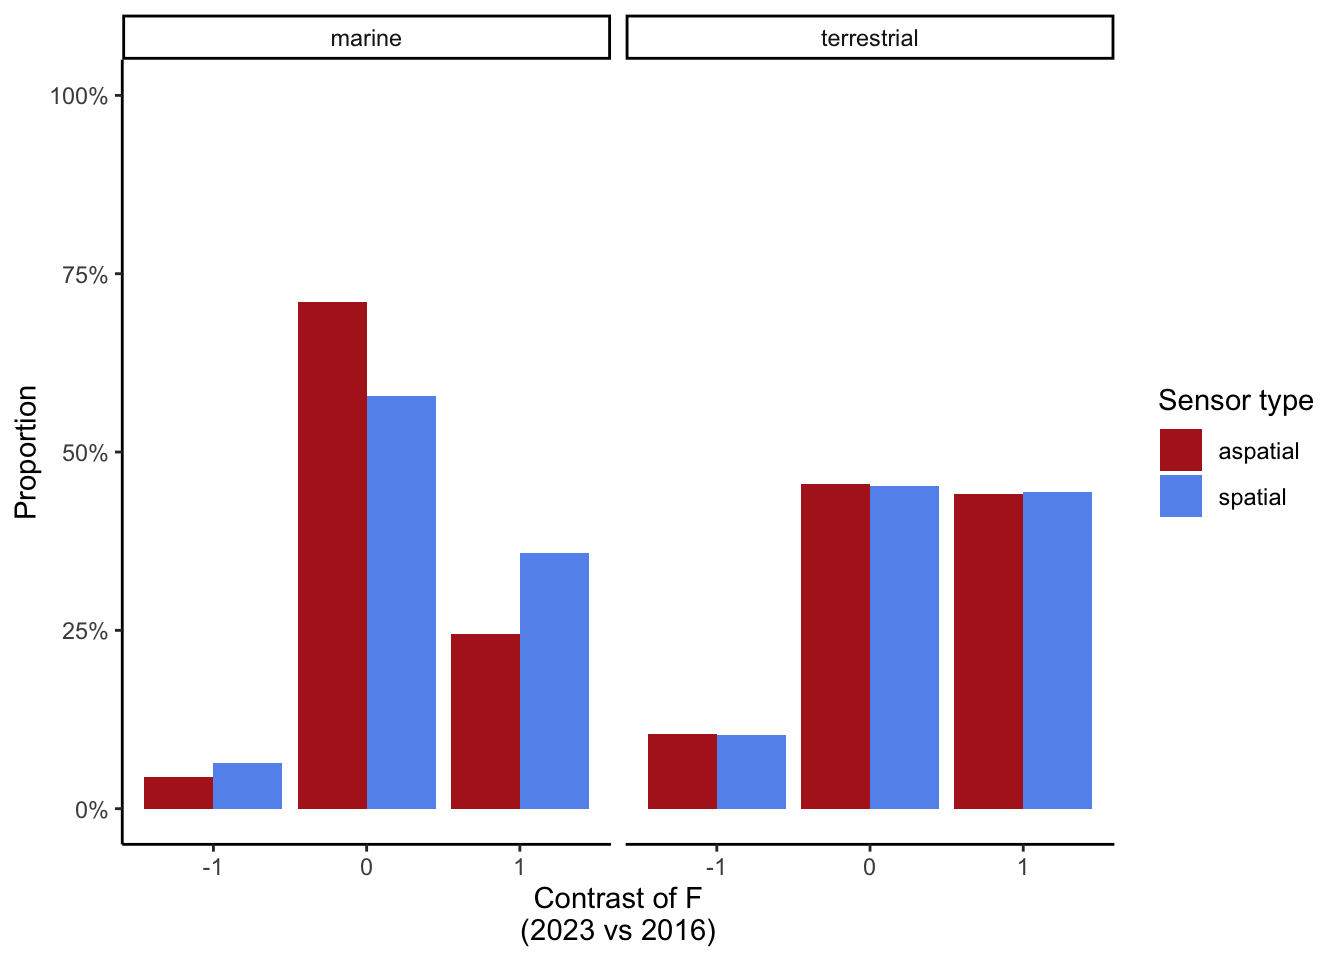 marine
terrestrial
100%
75%
50%
25%
0%
Proportion
-1
0
1
-1
0
1
Contrast of F
(2023 vs 2016)
Sensor type
aspatial
spatial